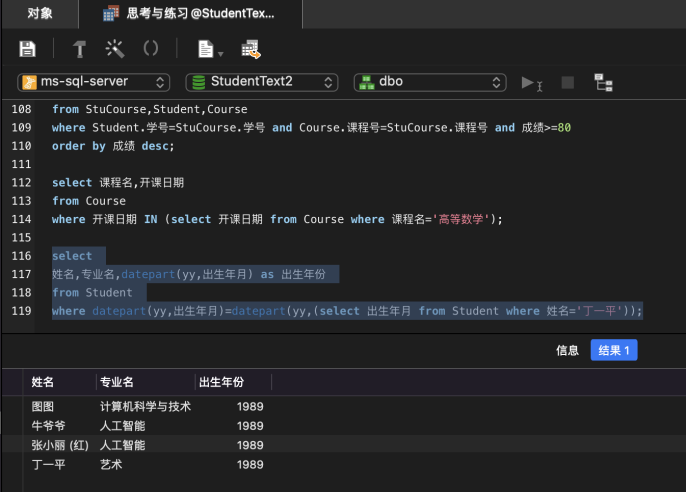 对象
思考与练习@StudentTex...
ms-sql-server
StudentText2
dbo
108 from StuCourse,Student,Course
109 where Student.学号=StuCourse.学号 and Course.课程号=StuCourse.课程号 and 成绩>=80
110 order by 成绩 desc;
111
112 select 课程名,开课日期
113 from Course
114 where 开课日期 IN (select 开课日期 from Course where 课程名='高等数学');
115
116 select
117 姓名,专业名,datepart(yy,出生年月) as 出生年份
118 from Student
119 where datepart(yy,出生年月)=datepart(yy,(select 出生年月 from Student where 姓名='丁一平'));
信息 结果 1
姓名 专业名 出生年份
图图 计算机科学与技术 1989
牛爷爷 人工智能 1989
张小丽 (红) 人工智能 1989
丁一平 艺术 1989